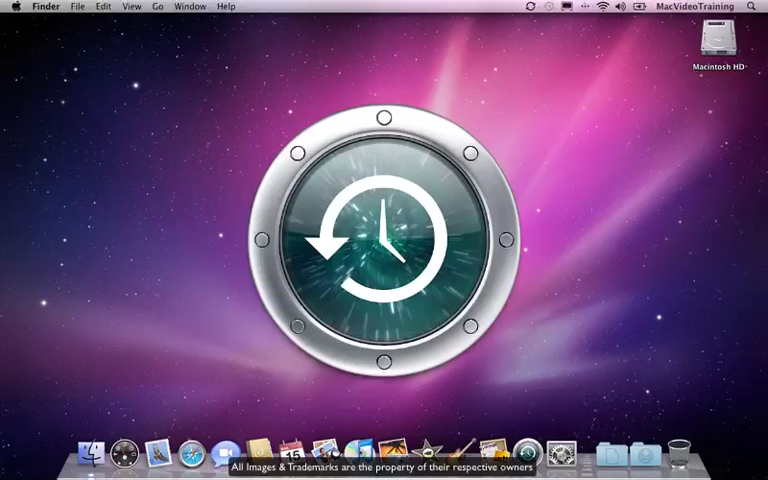 Finder File Edit View Go Window Help MacVideoTraining
Macintosh HD
15
All Images & Trademarks are the property of their respective owners